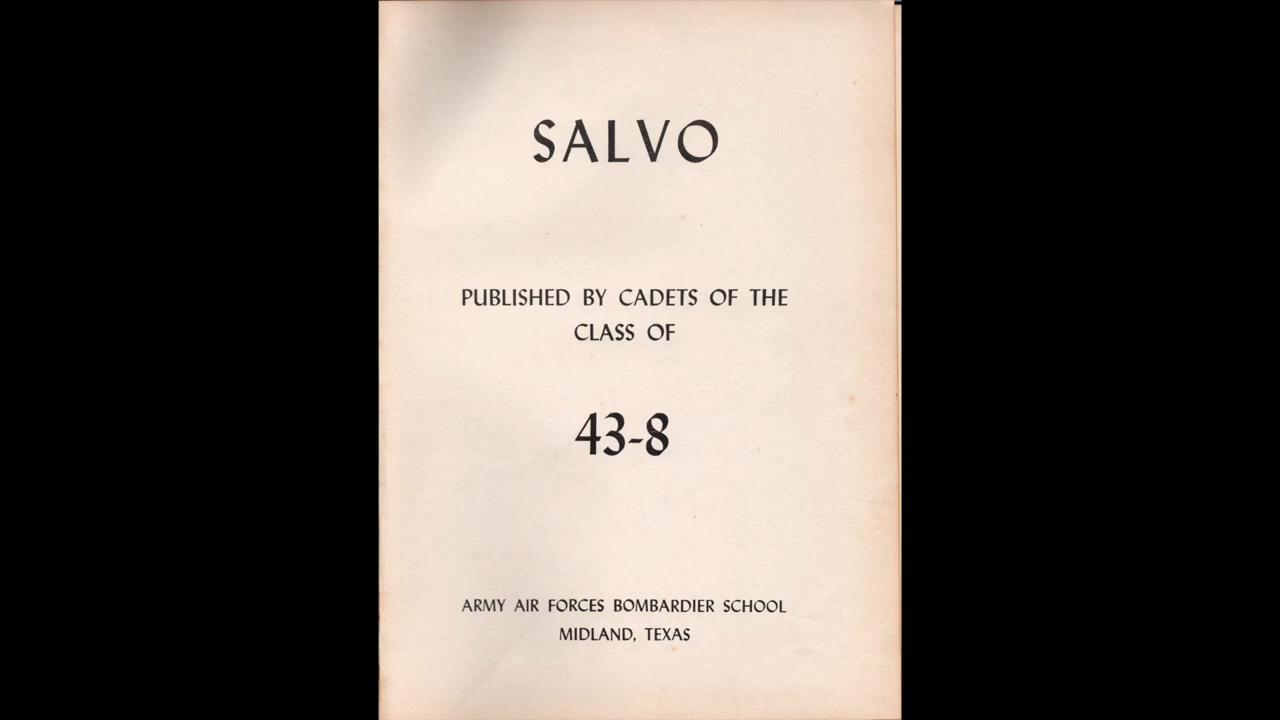 SALVO
PUBLISHED BY CADETS OF THE
CLASS OF
43-8
ARMY AIR FORCES BOMBARDIER SCHOOL
MIDLAND, TEXAS